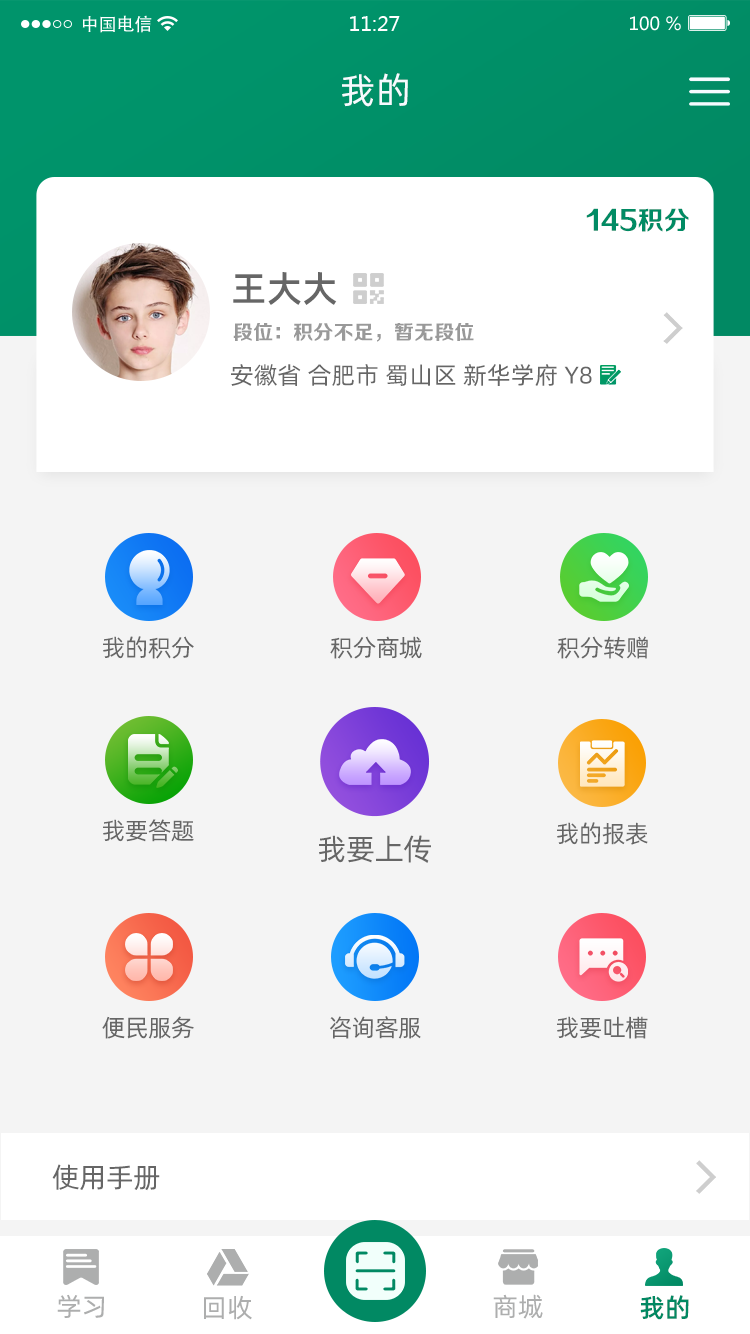 中国电信 11:27 100 %
我的
145积分
王大大
段位：积分不足，暂无段位
安徽省 合肥市 蜀山区 新华学府 Y8
我的积分 积分商城 积分转赠
我要答题 我要上传 我的报表
便民服务 咨询客服 我要吐槽
使用手册
学习 回收 商城 我的